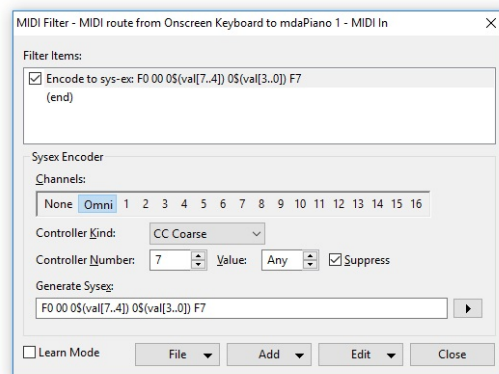 MIDI Filter - MIDI route from Onscreen Keyboard to mdaPiano 1 - MIDI In
Filter Items:
Encode to sys-ex: F0 00 0$(val[7..4]) 0$(val[3..0]) F7
(end)
Sysex Encoder
Channels:
None Omni 1 2 3 4 5 6 7 8 9 10 11 12 13 14 15 16
Controller Kind: CC Coarse
Controller Number: 7 Value: Any Suppress
Generate Sysex:
F0 00 0$(val[7..4]) 0$(val[3..0]) F7
Learn Mode File Add Edit Close